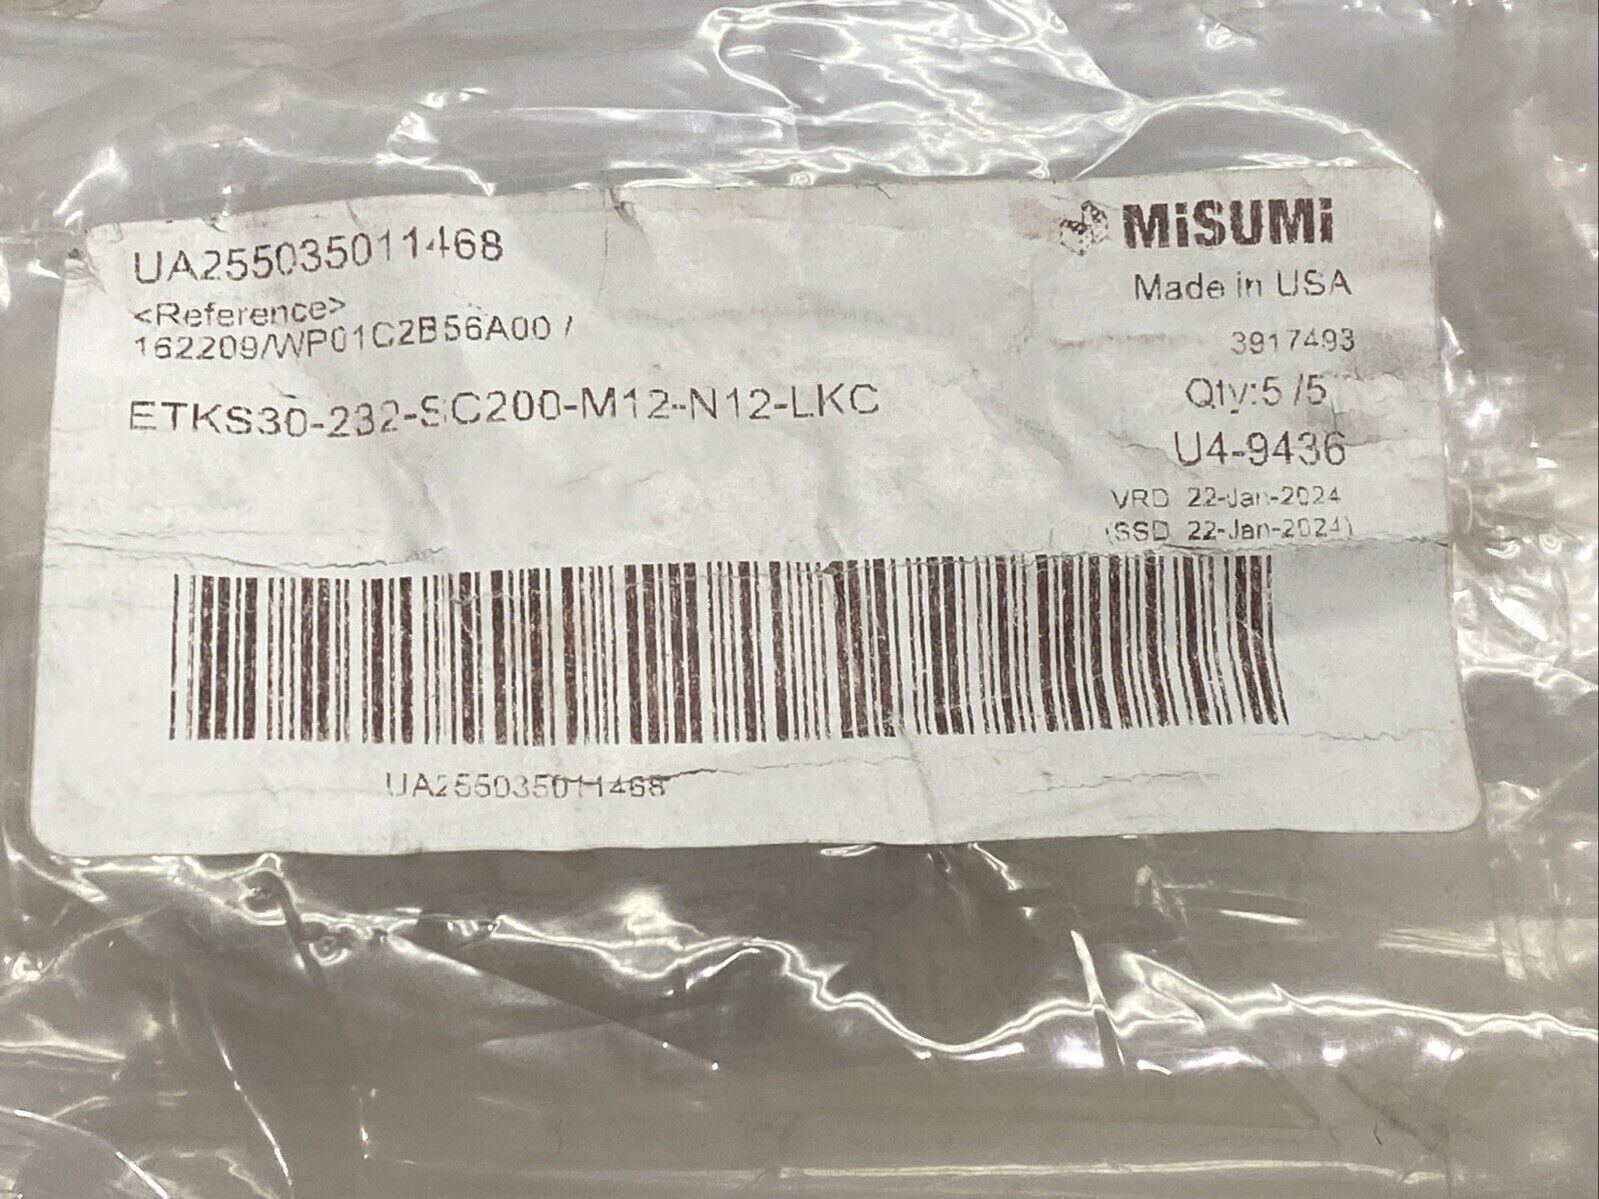 UA255035011468
<Reference>
162209/WP01C2B56A00 /
ETKS30-232-SC200-M12-N12-LKC
MiSUMi
Made in USA
3917493
Qty:5 /5
U4-9436
VRD 22-Jan-2024
(SSD 22-Jan-2024)
UA255035011468